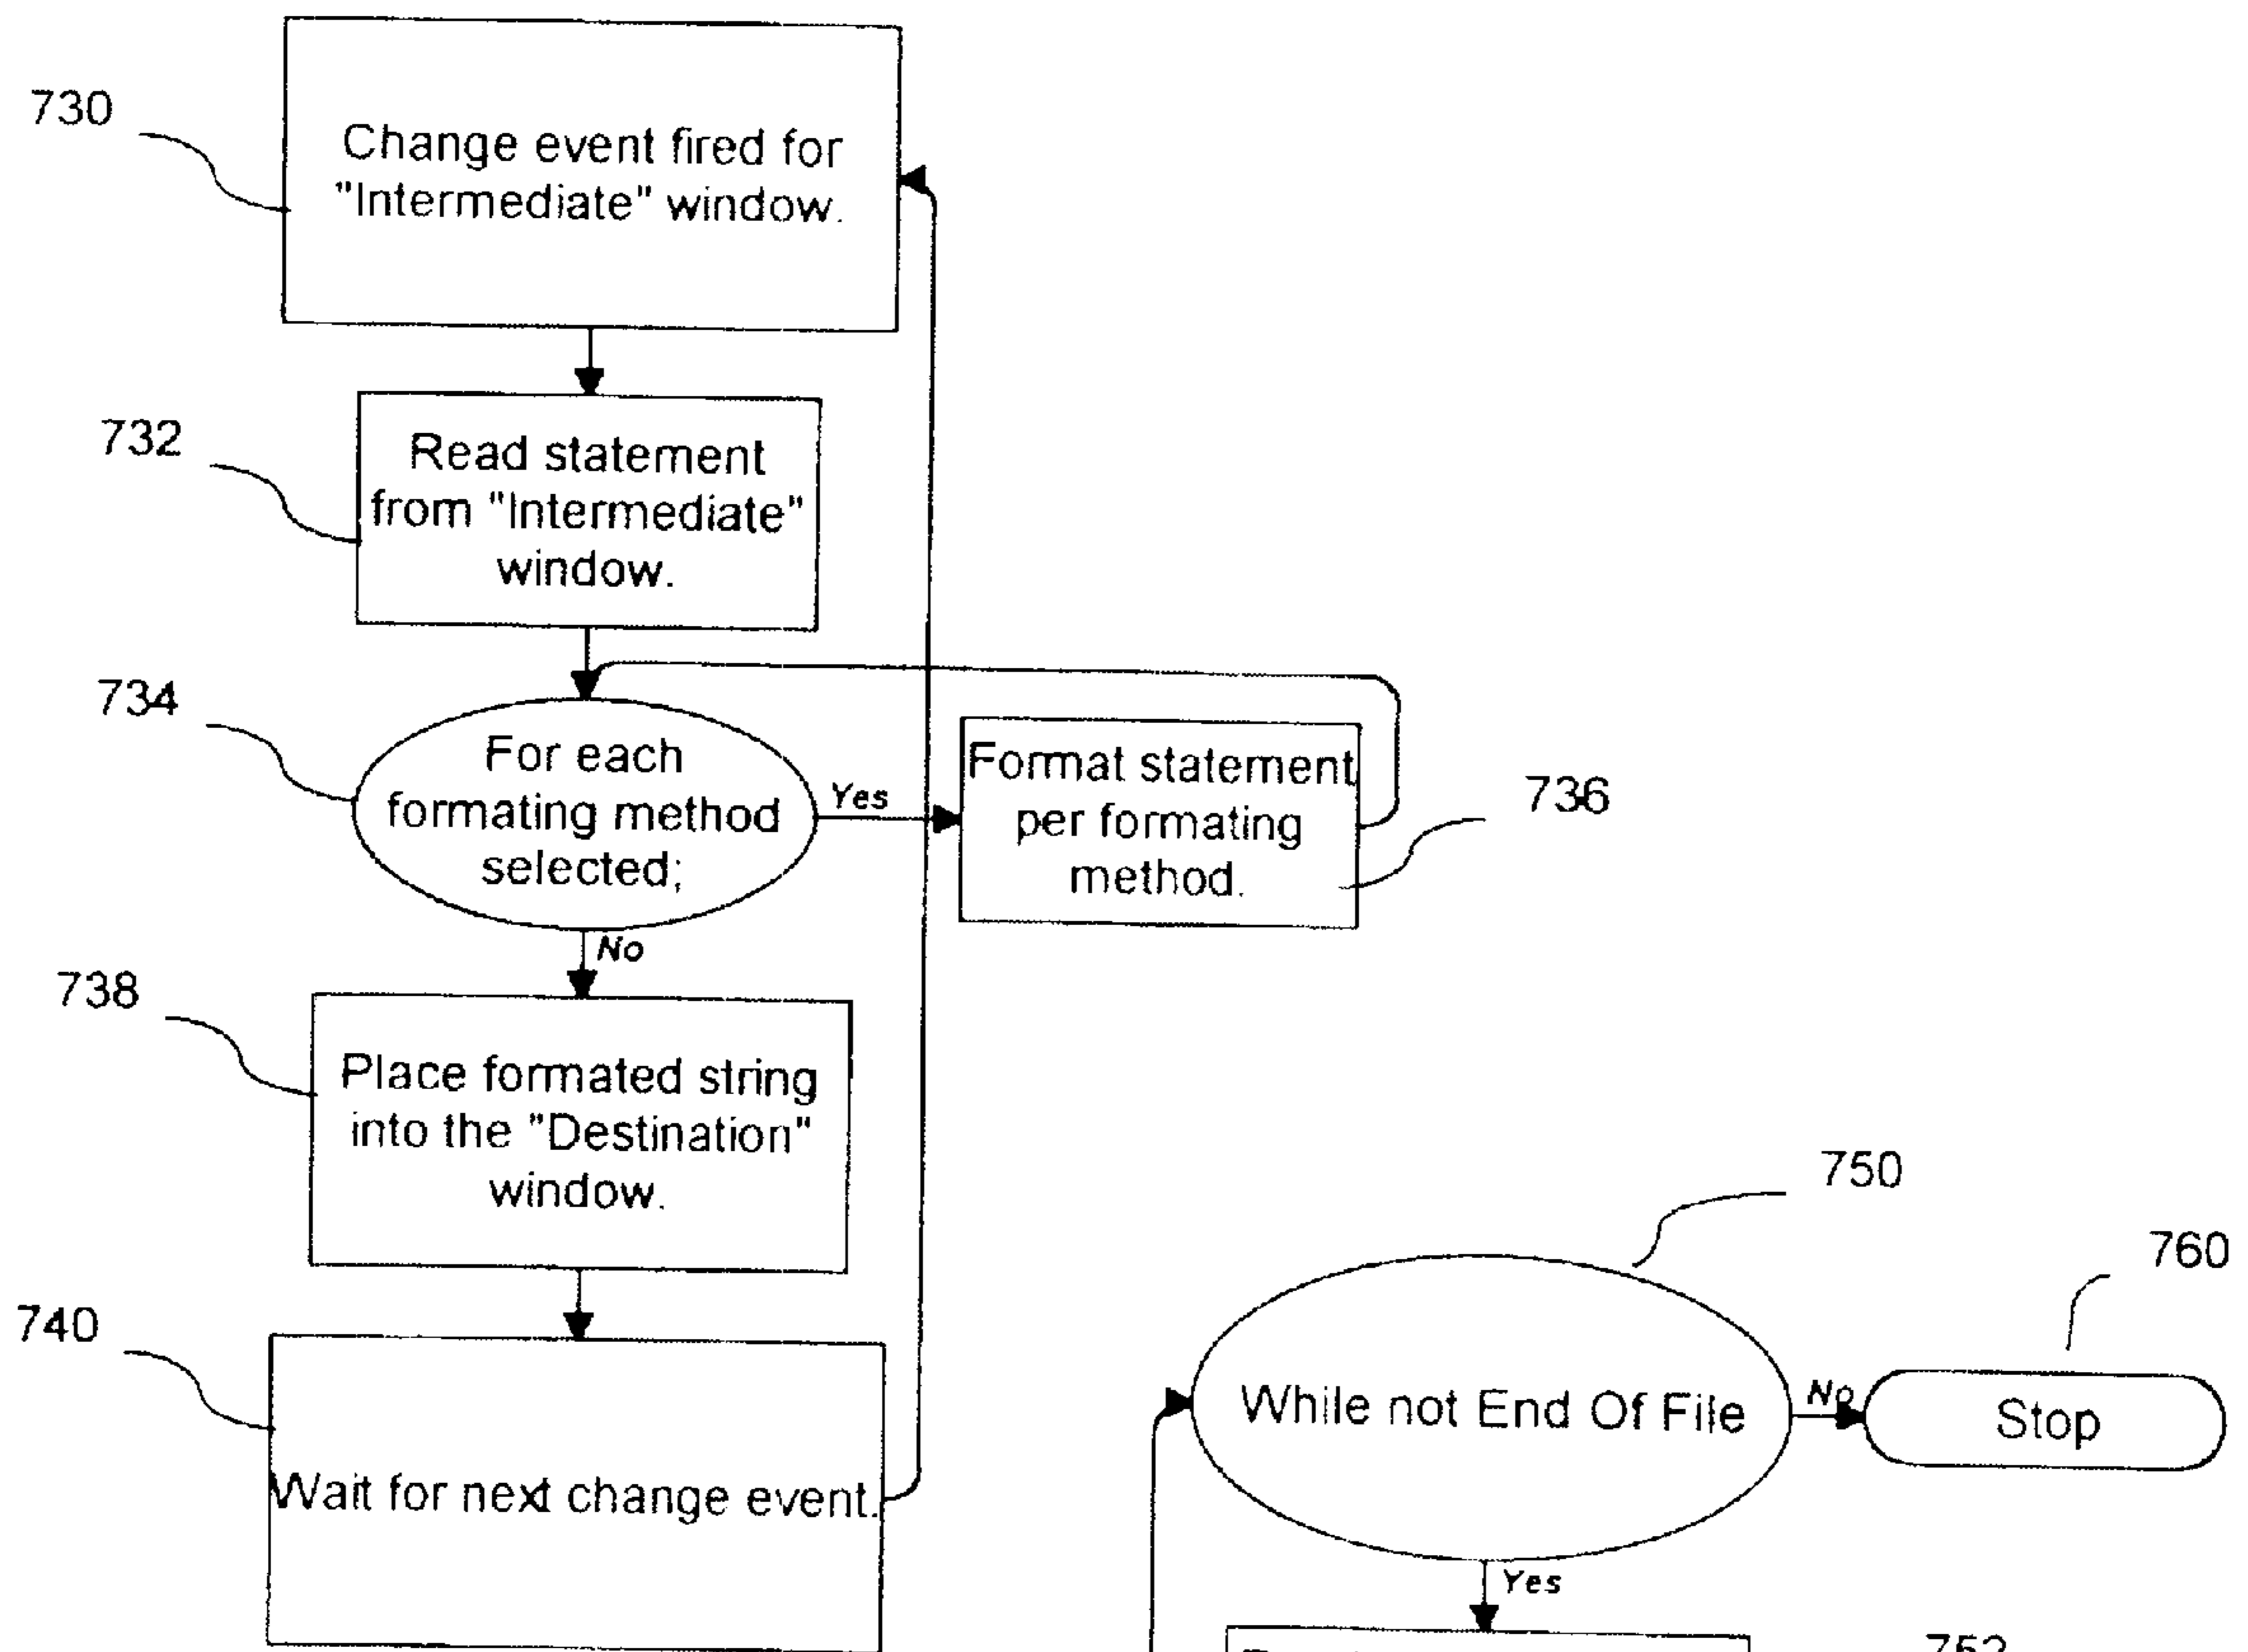 730
Change event fired for
"Intermediate" window.
732
Read statement
from "Intermediate"
window.
734
For each
formating method
selected;
Yes
Format statement
per formating
method.
736
No
738
Place formated string
into the "Destination"
window.
740
Wait for next change event.
750
760
While not End Of File
No
Stop
Yes
752